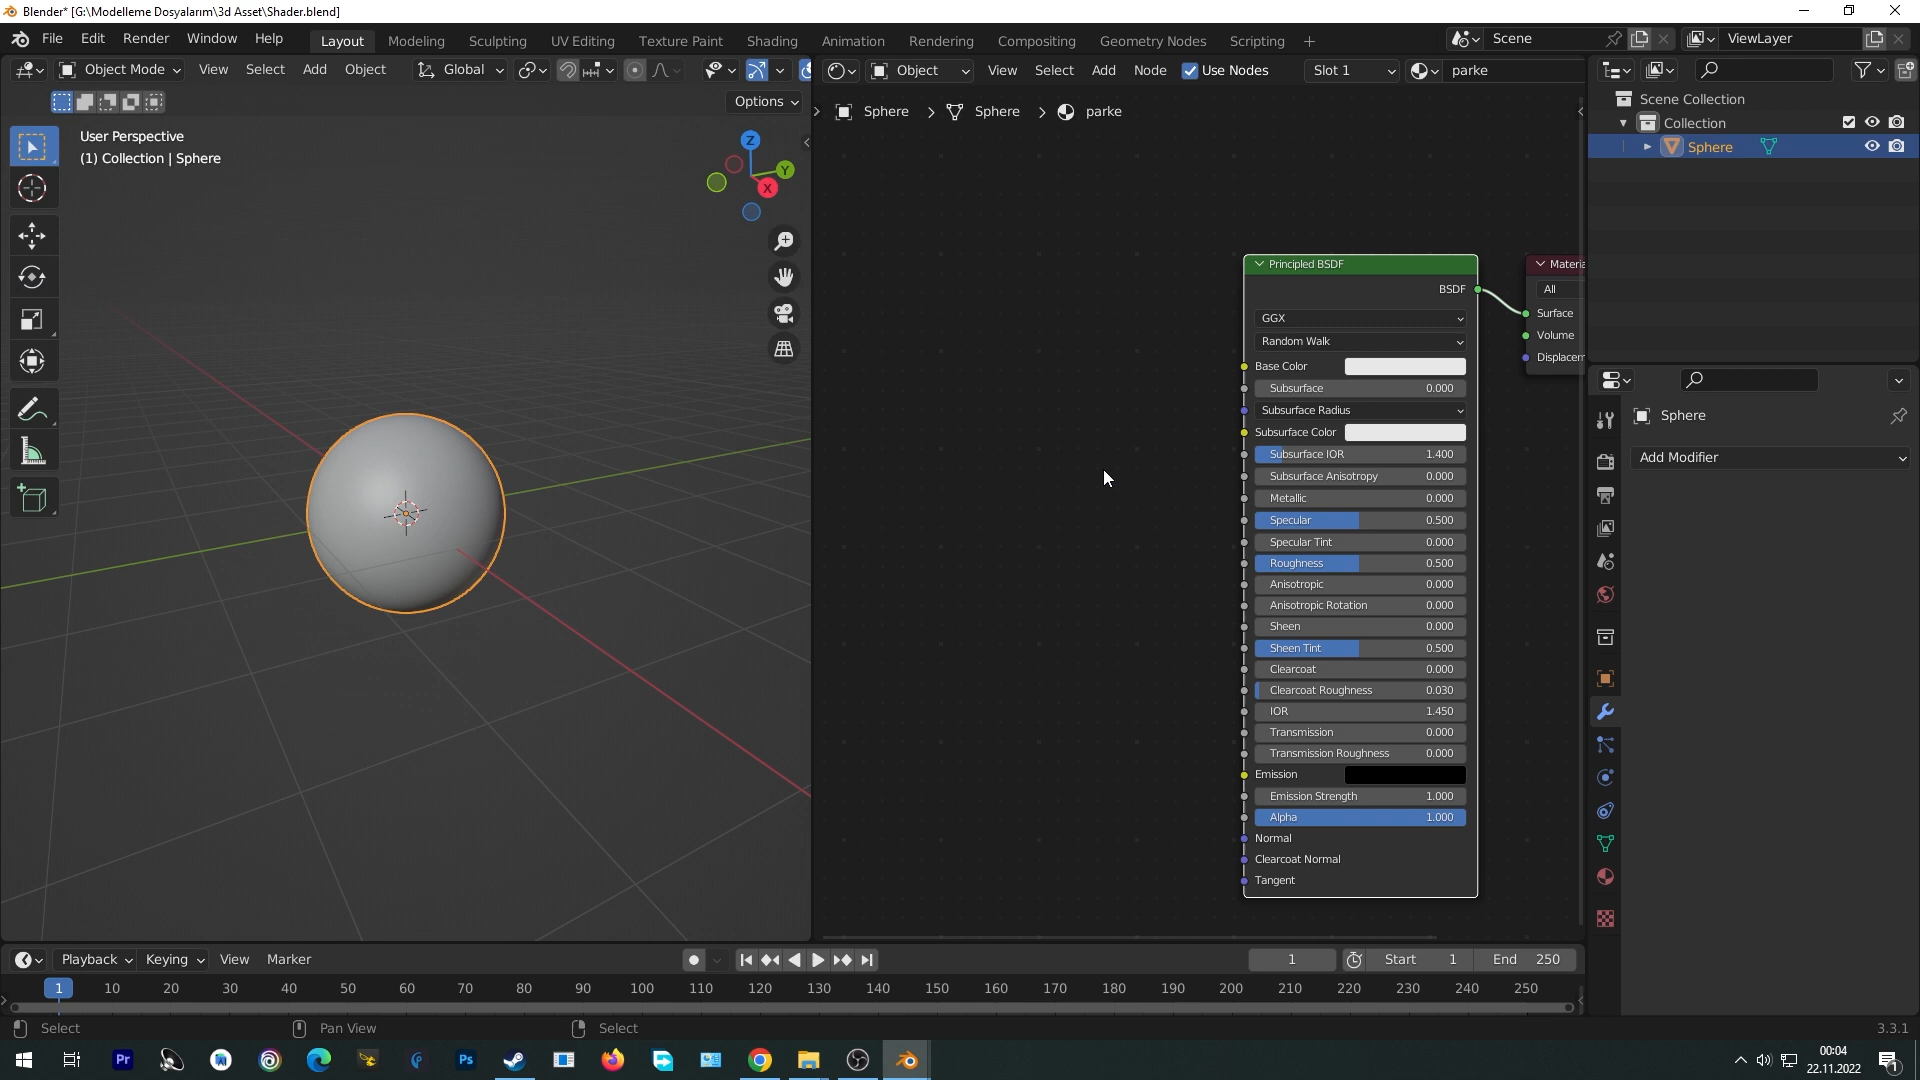 Blender* [G:\Modelleme Dosyalarım\3d Asset\Shader.blend]
File Edit Render Window Help
Layout Modeling Sculpting UV Editing Texture Paint Shading Animation Rendering Compositing Geometry Nodes Scripting
Scene
ViewLayer
Object Mode View Select Add Object Global
Object View Select Add Node Use Nodes Slot 1 parke
Options
User Perspective
(1) Collection | Sphere
Z
Y
X
Sphere > Sphere > parke
Principled BSDF
BSDF
GGX
Random Walk
Base Color
Subsurface 0.000
Subsurface Radius
Subsurface Color
Subsurface IOR 1.400
Subsurface Anisotropy 0.000
Metallic 0.000
Specular 0.500
Specular Tint 0.000
Roughness 0.500
Anisotropic 0.000
Anisotropic Rotation 0.000
Sheen 0.000
Sheen Tint 0.500
Clearcoat 0.000
Clearcoat Roughness 0.030
IOR 1.450
Transmission 0.000
Transmission Roughness 0.000
Emission
Emission Strength 1.000
Alpha 1.000
Normal
Clearcoat Normal
Tangent
Materia
All
Surface
Volume
Displacem
Scene Collection
Collection
Sphere
Sphere
Add Modifier
Playback Keying View Marker
1 Start 1 End 250
1 10 20 30 40 50 60 70 80 90 100 110 120 130 140 150 160 170 180 190 200 210 220 230 240 250
Select Pan View Select 3.3.1
Pr
Ps
00:04
22.11.2022
1